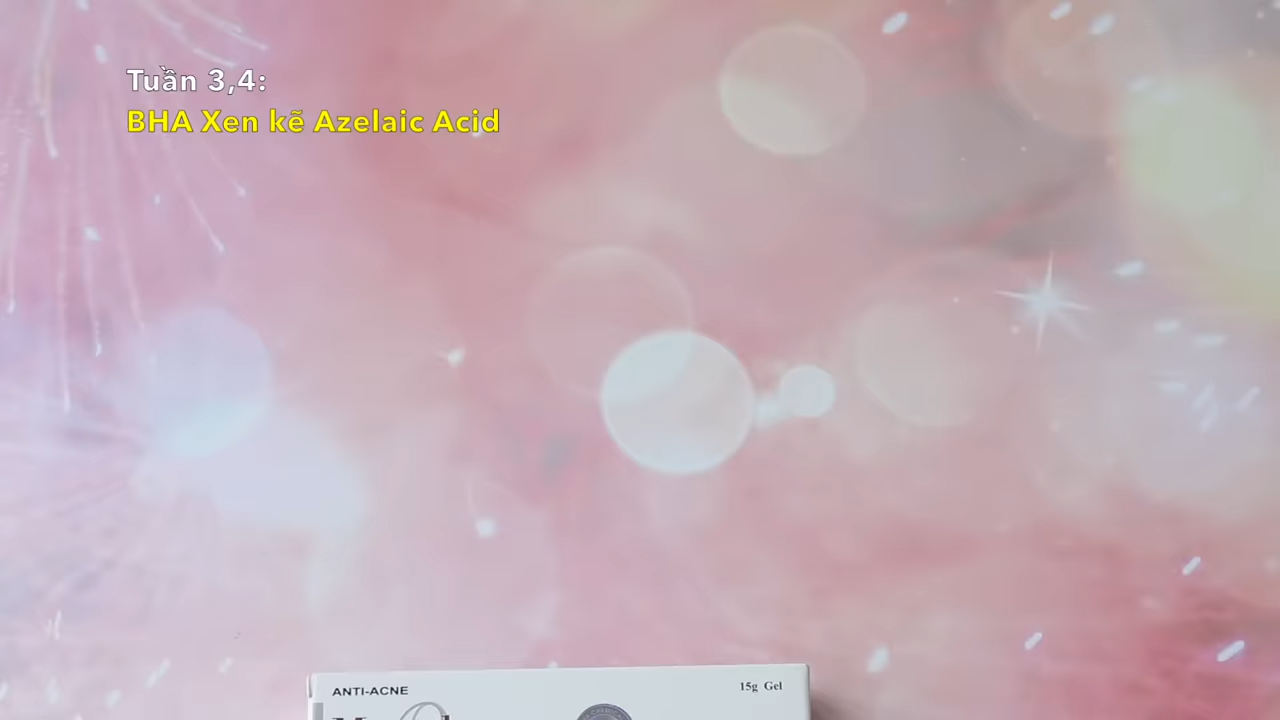 Tuần 3,4:
BHA Xen kẽ Azelaic Acid
ANTI-ACNE
15g Gel